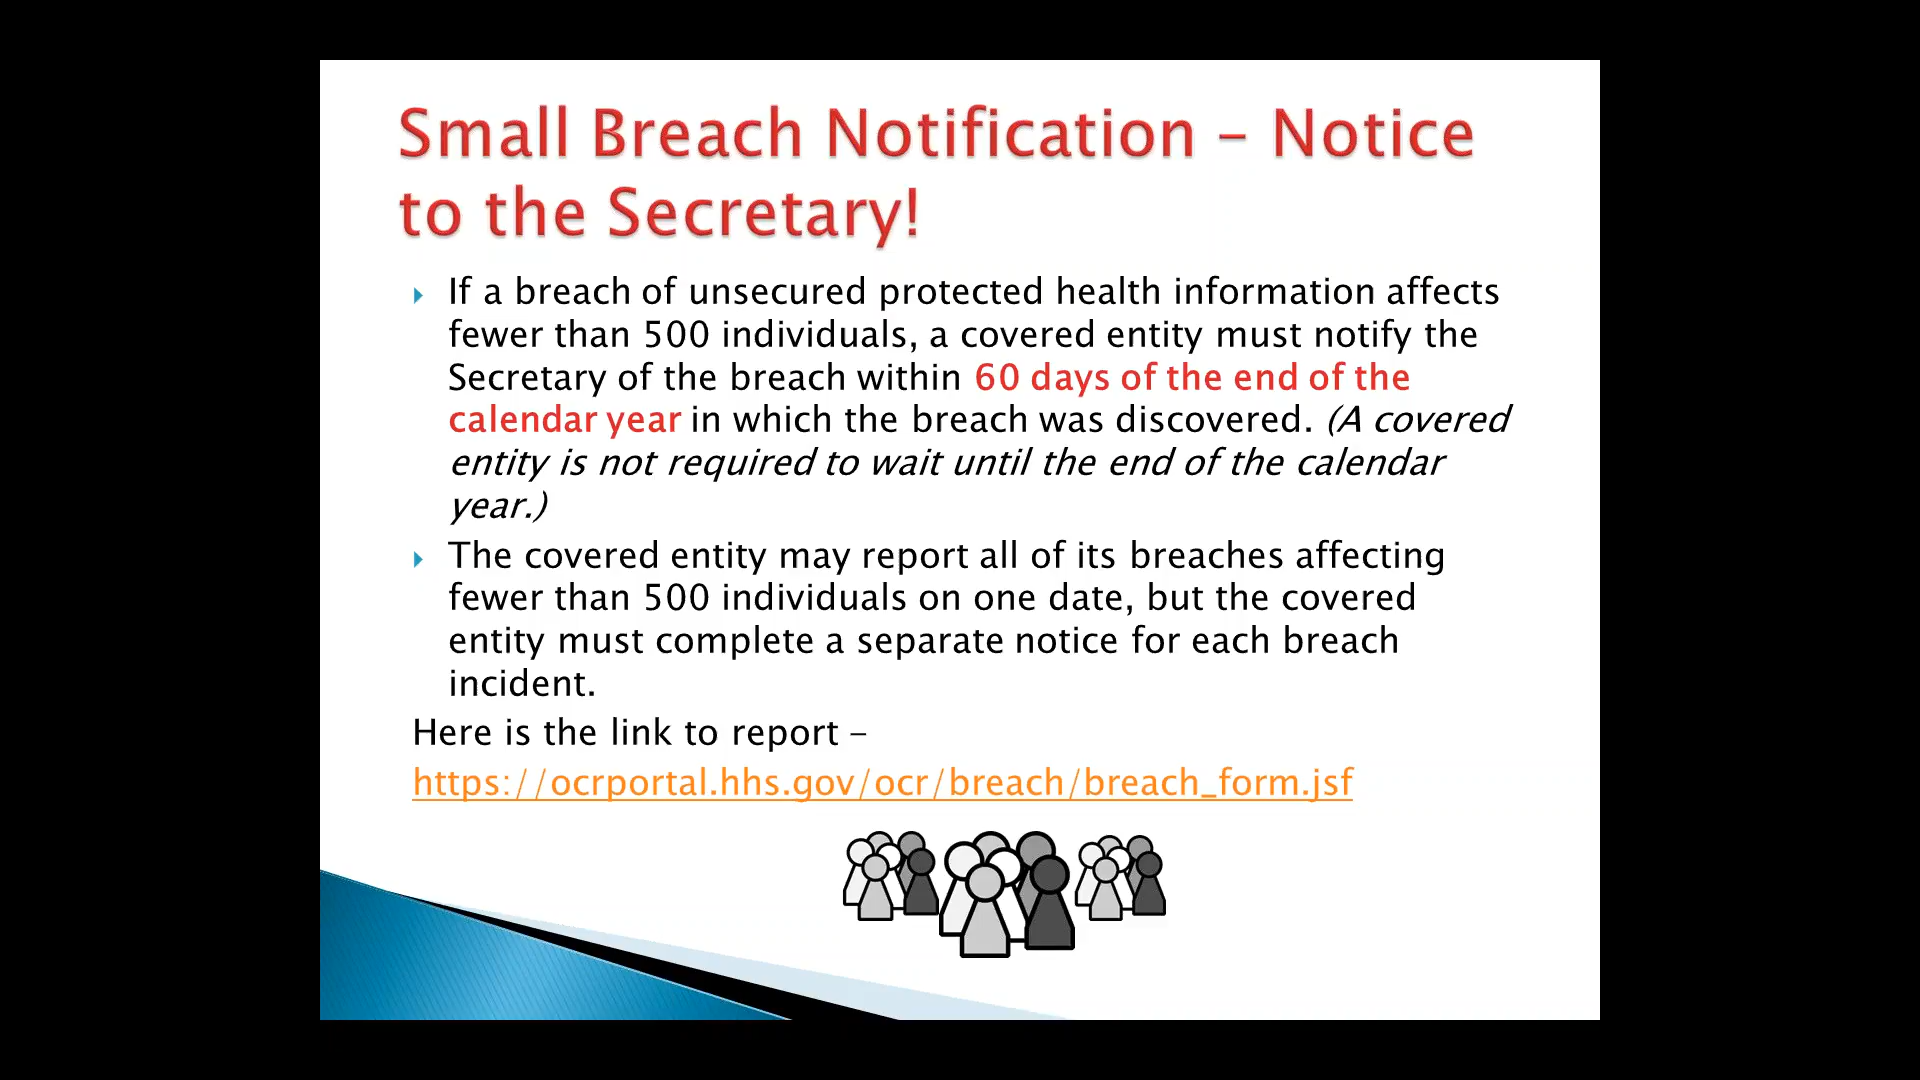 Small Breach Notification – Notice
to the Secretary!
If a breach of unsecured protected health information affects
fewer than 500 individuals, a covered entity must notify the
Secretary of the breach within 60 days of the end of the
calendar year in which the breach was discovered. (A covered
entity is not required to wait until the end of the calendar
year.)
The covered entity may report all of its breaches affecting
fewer than 500 individuals on one date, but the covered
entity must complete a separate notice for each breach
incident.
Here is the link to report –
https://ocrportal.hhs.gov/ocr/breach/breach_form.jsf